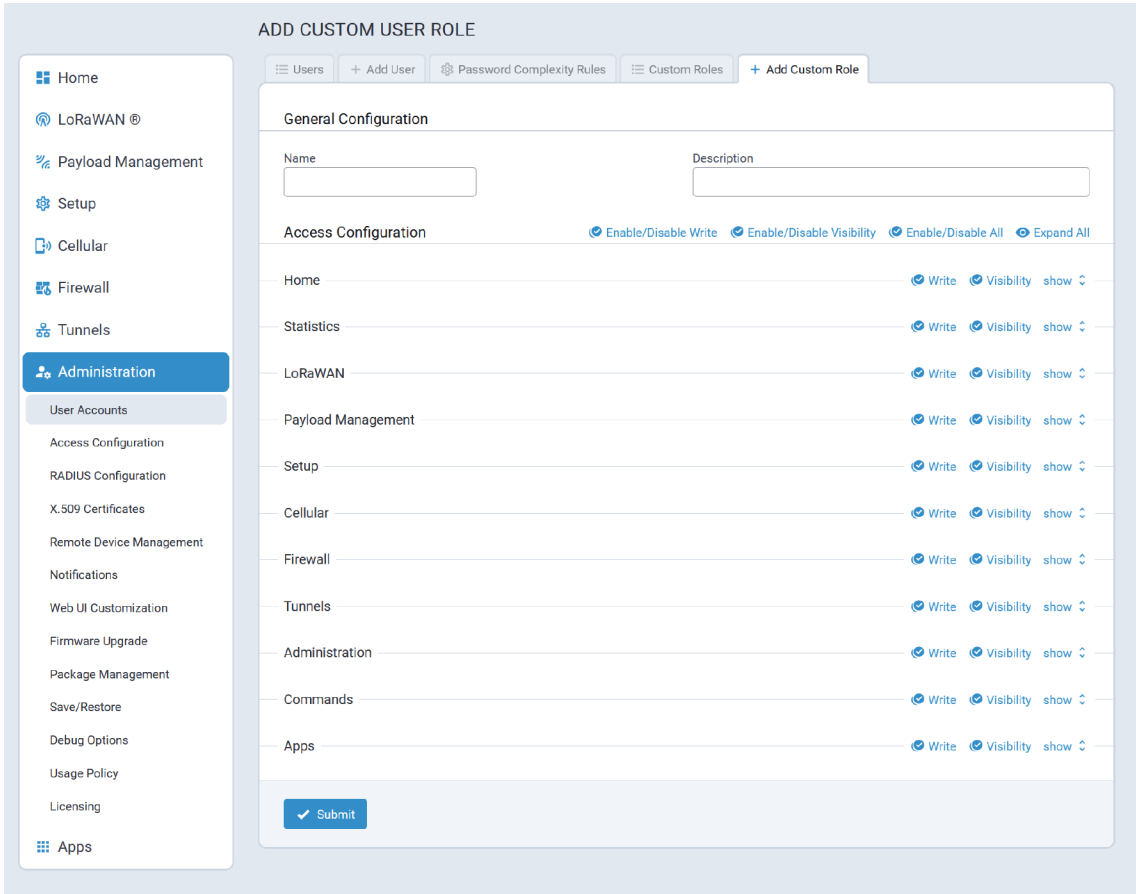 ADD CUSTOM USER ROLE
Home
LoRaWAN ®
Payload Management
Setup
Cellular
Firewall
Tunnels
Administration
User Accounts
Access Configuration
RADIUS Configuration
X.509 Certificates
Remote Device Management
Notifications
Web UI Customization
Firmware Upgrade
Package Management
Save/Restore
Debug Options
Usage Policy
Licensing
Apps
Users + Add User Password Complexity Rules Custom Roles + Add Custom Role
General Configuration
Name Description
Access Configuration Enable/Disable Write Enable/Disable Visibility Enable/Disable All Expand All
Home Write Visibility show
Statistics Write Visibility show
LoRaWAN Write Visibility show
Payload Management Write Visibility show
Setup Write Visibility show
Cellular Write Visibility show
Firewall Write Visibility show
Tunnels Write Visibility show
Administration Write Visibility show
Commands Write Visibility show
Apps Write Visibility show
Submit